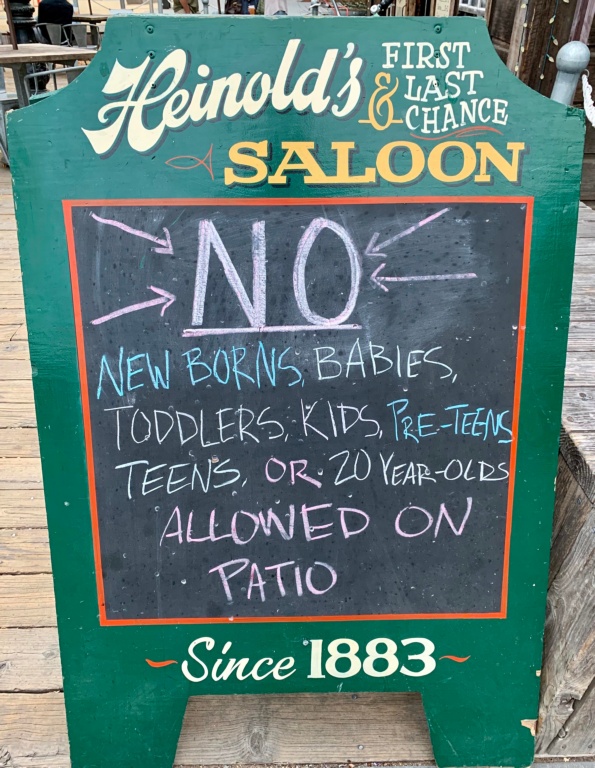 Heinold's
FIRST
& LAST
CHANCE
SALOON
NO
NEW BORNS, BABIES,
TODDLERS, KIDS, PRE-TEENS
TEENS, OR 20 YEAR-OLDS
ALLOWED ON
PATIO
Since 1883